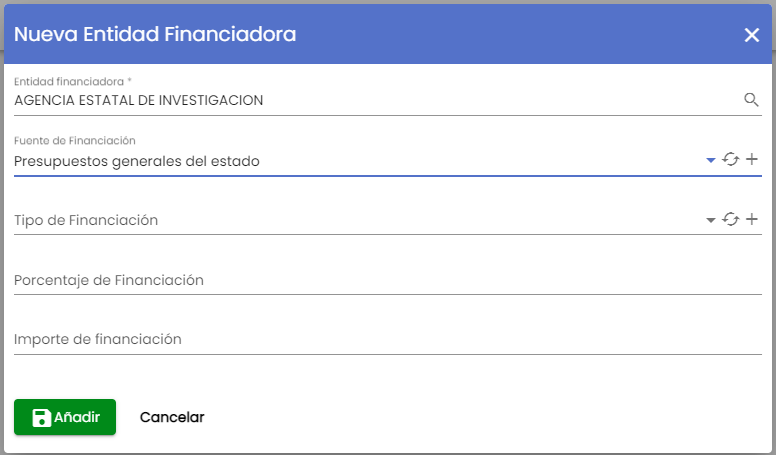 Nueva Entidad Financiadora
Entidad financiadora *
AGENCIA ESTATAL DE INVESTIGACION
Fuente de Financiación
Presupuestos generales del estado
Tipo de Financiación
Porcentaje de Financiación
Importe de financiación
Añadir Cancelar